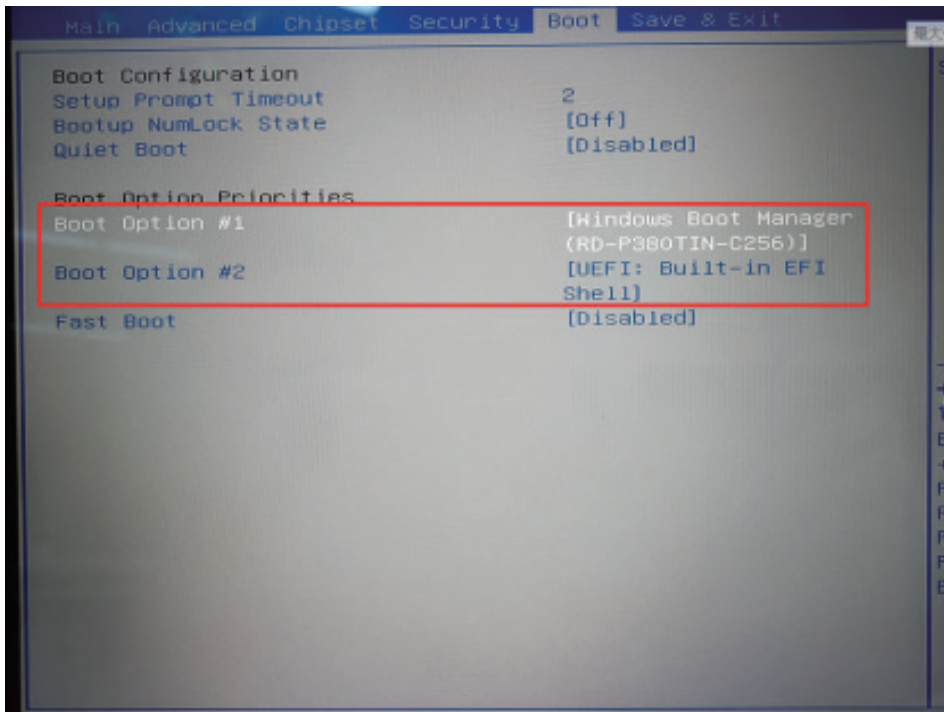 Main Advanced Chipset Security Boot Save & Exit
最大
Boot Configuration
Setup Prompt Timeout 2
Bootup NumLock State [Off]
Quiet Boot [Disabled]
Boot Option Priorities
Boot Option #1 [Windows Boot Manager
(RD-P380TIN-C256)]
Boot Option #2 [UEFI: Built-in EFI
Shell]
Fast Boot [Disabled]